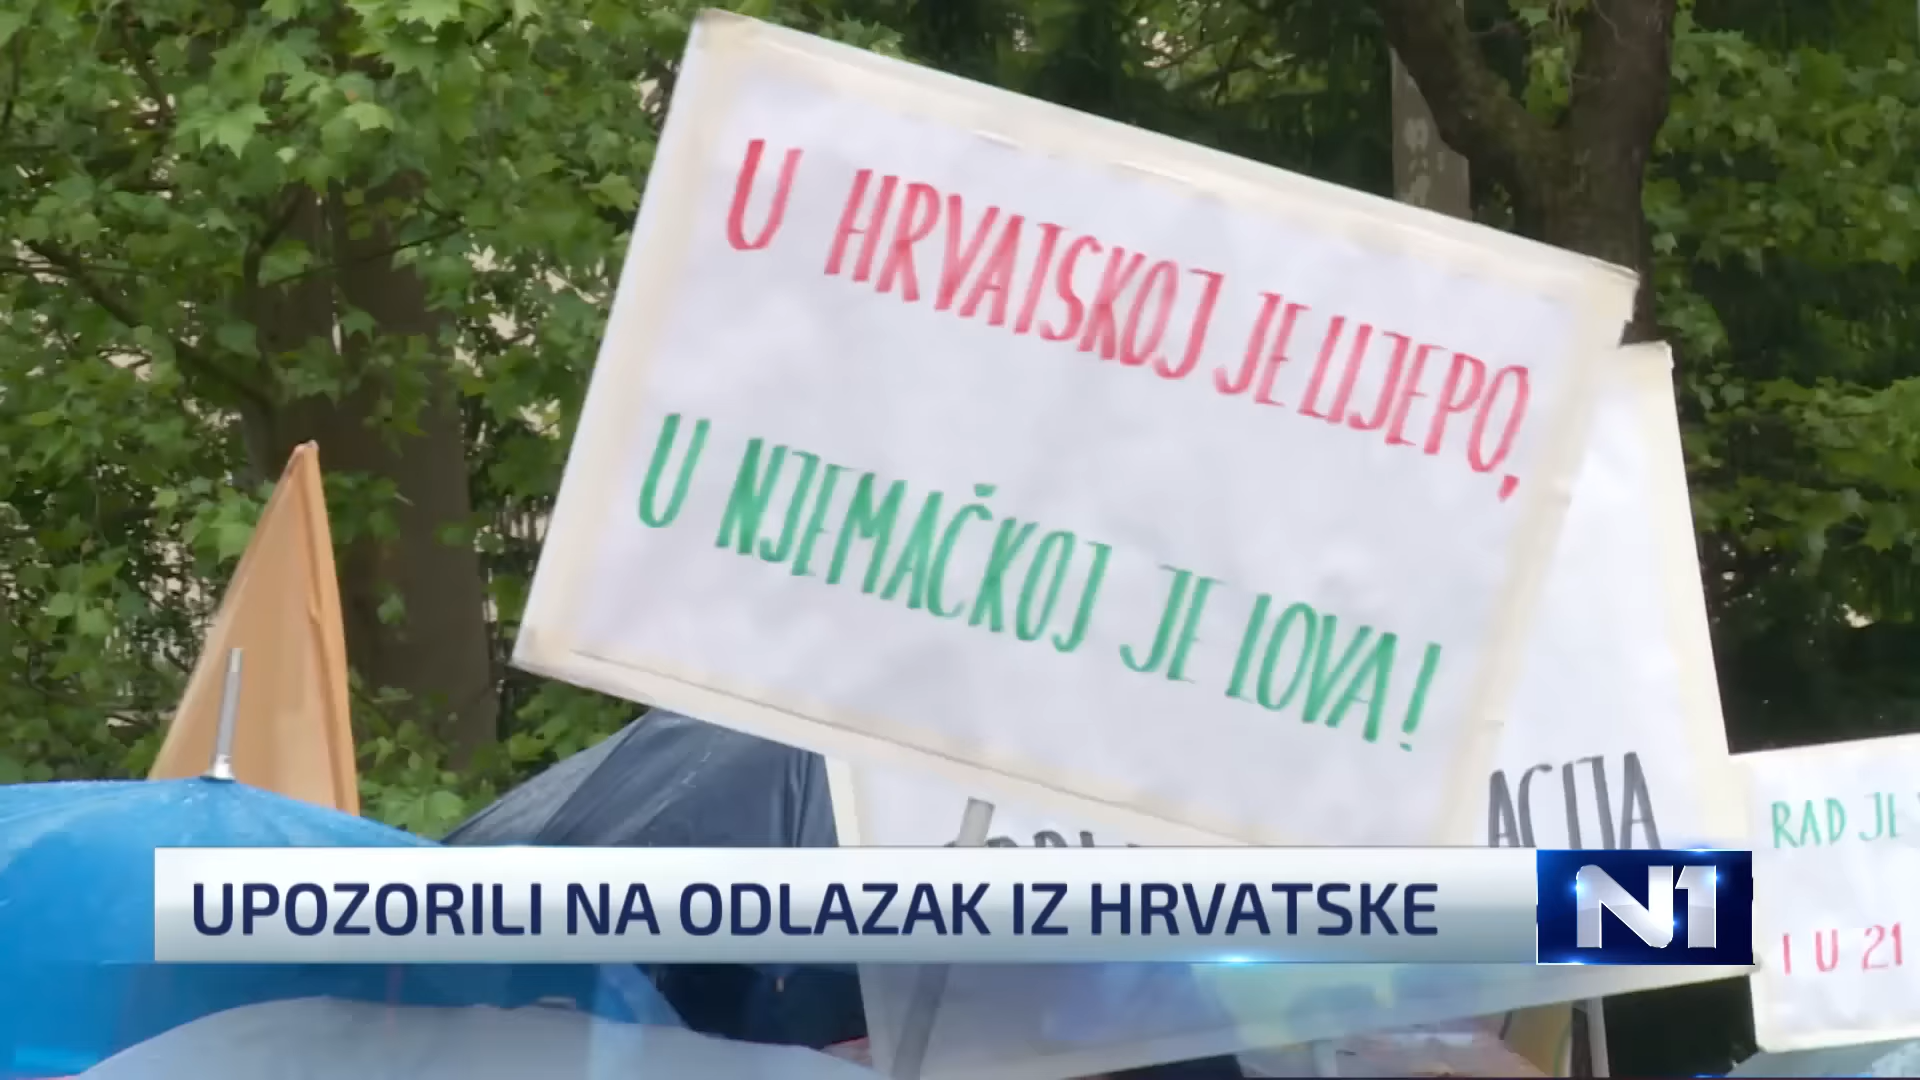 U HRVATSKOJ JE LIJEPO,
U NJEMAČKOJ JE LOVA!
ACIJA
RAD JE
I U 21
UPOZORILI NA ODLAZAK IZ HRVATSKE
N1